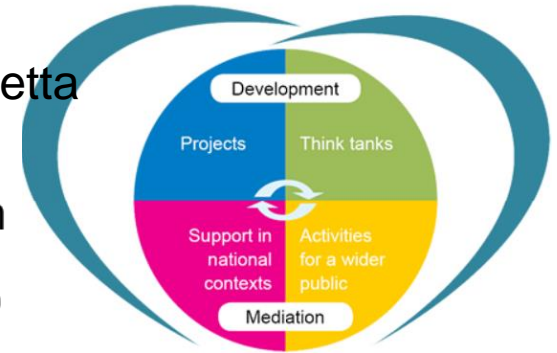 etta
Development
Projects
Think tanks
Support in
national
contexts
Activities
for a wider
public
Mediation